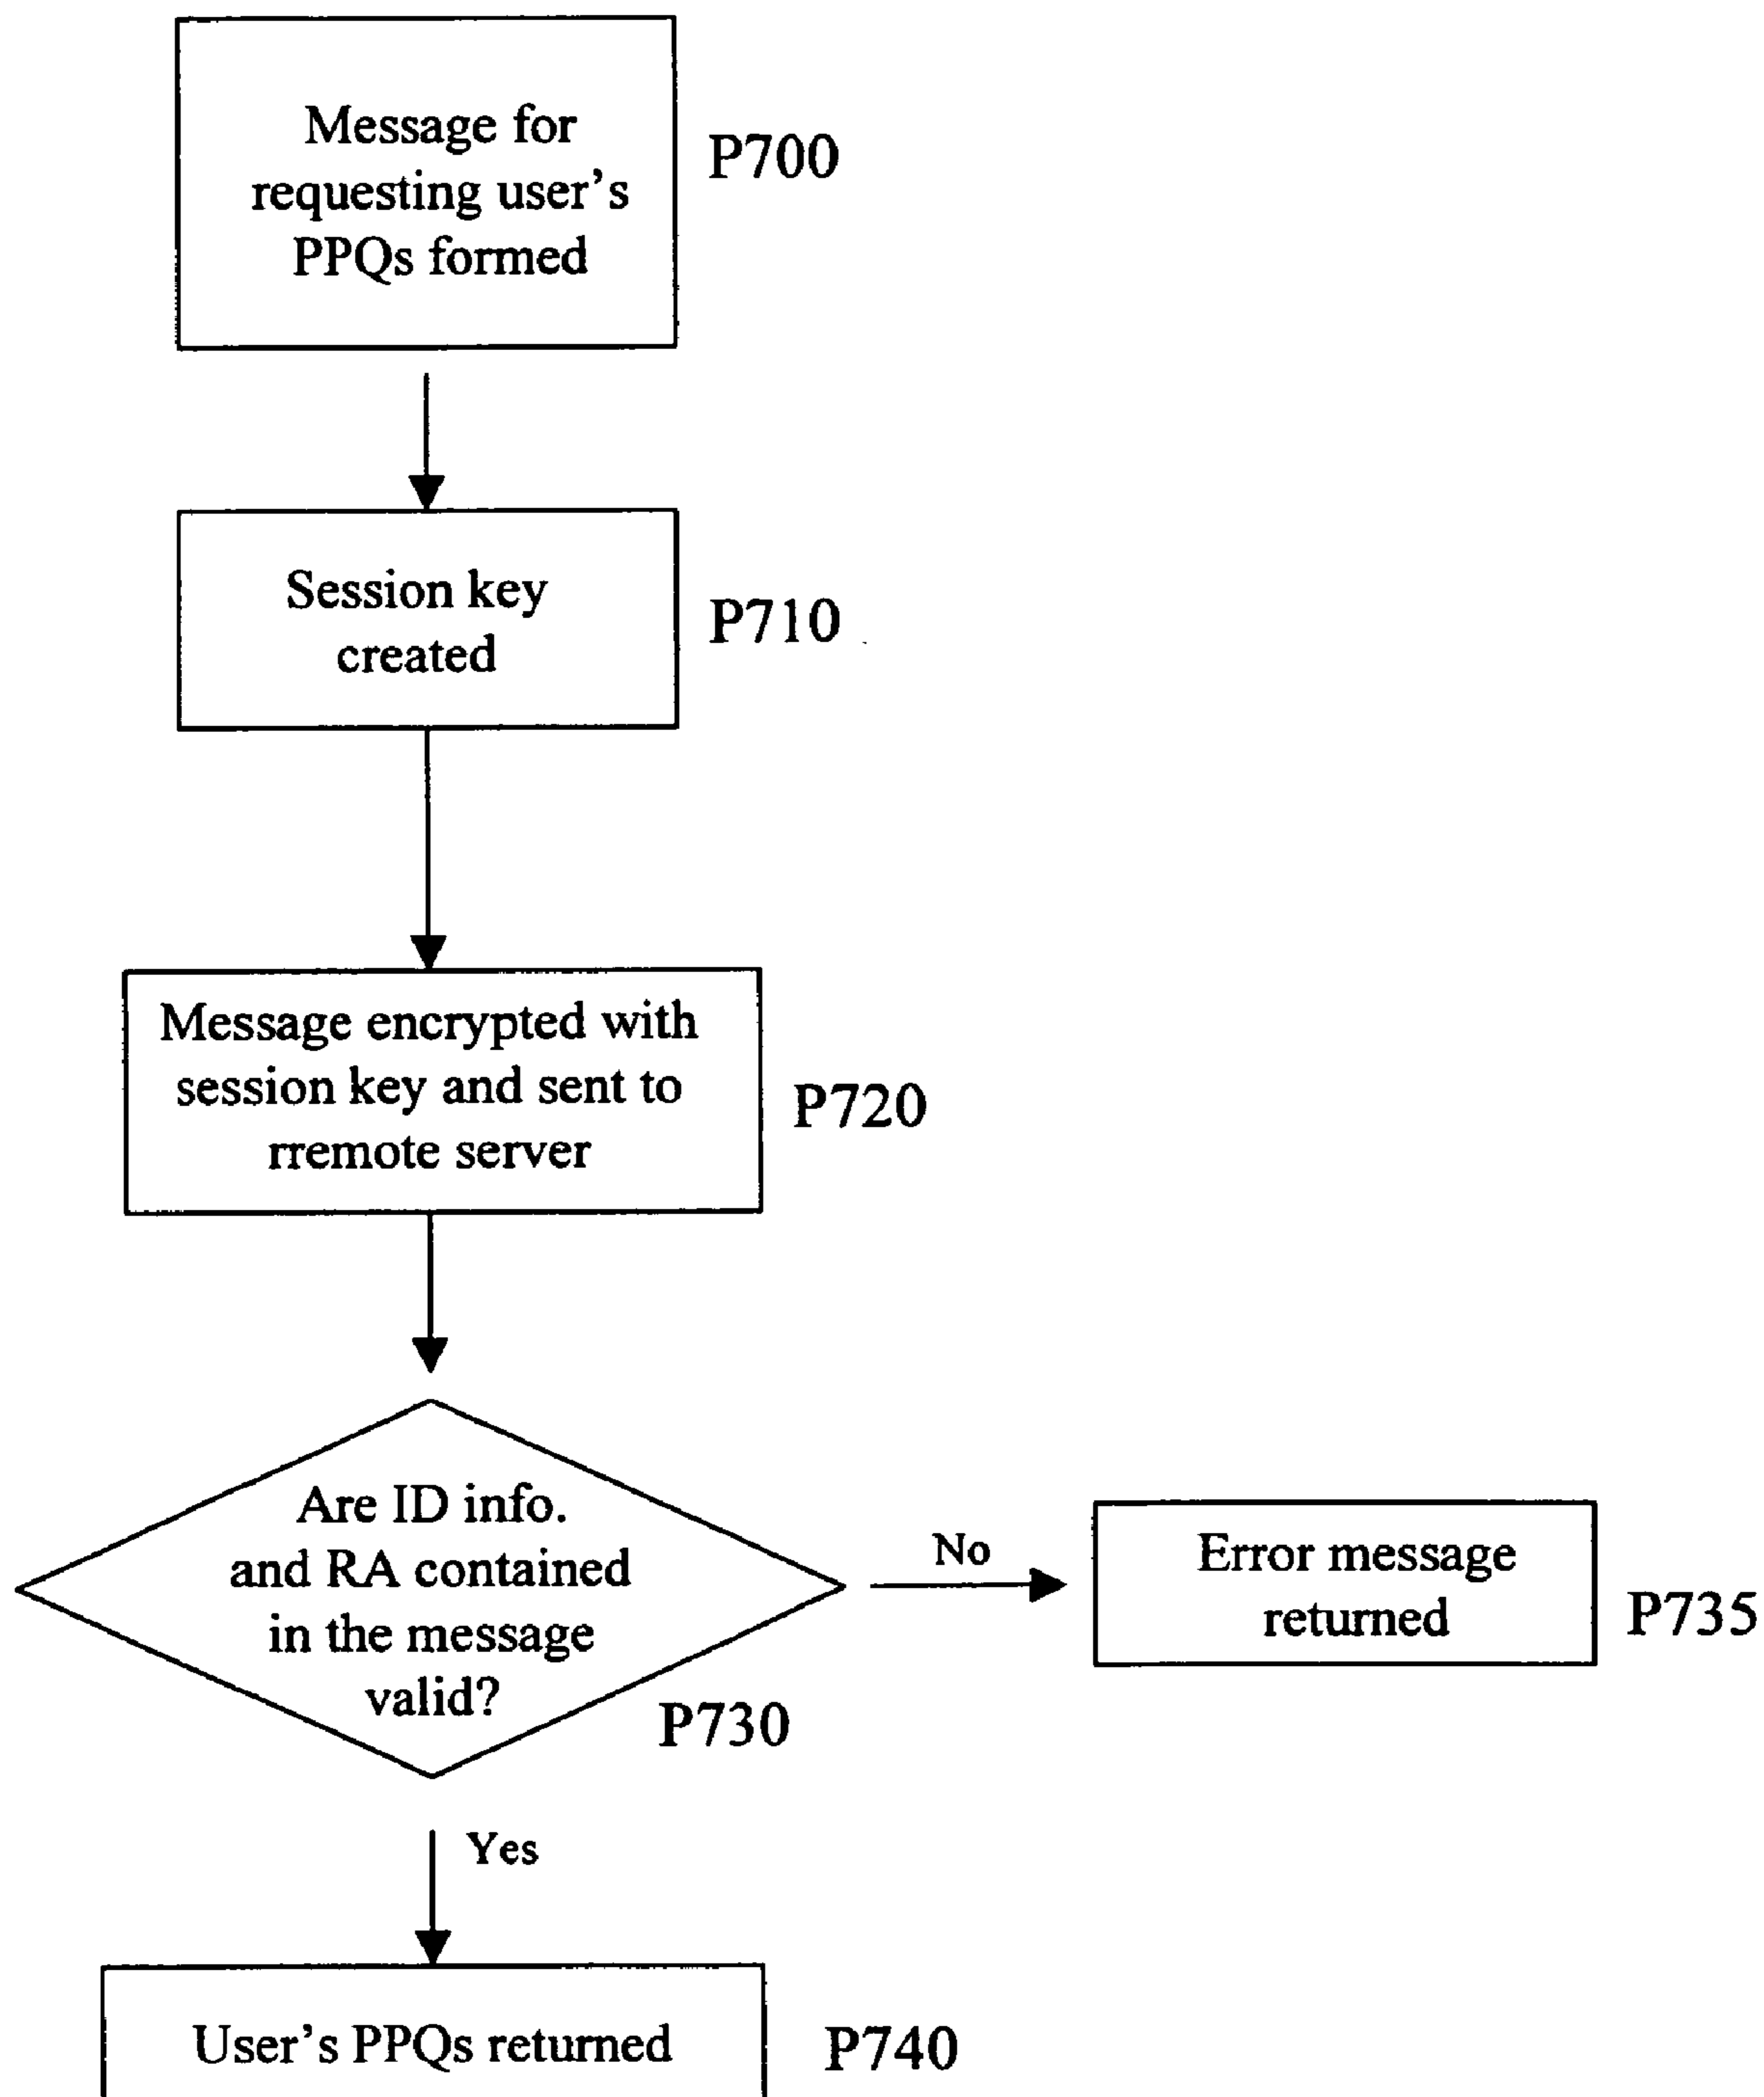 Message for
requesting user's
PPQs formed
P700
Session key
created
P710
Message encrypted with
session key and sent to
rremote server
P720
Are ID info.
and RA contained
in the message
valid?
P730
No
Error message
returned
P735
Yes
User's PPQs returned
P740